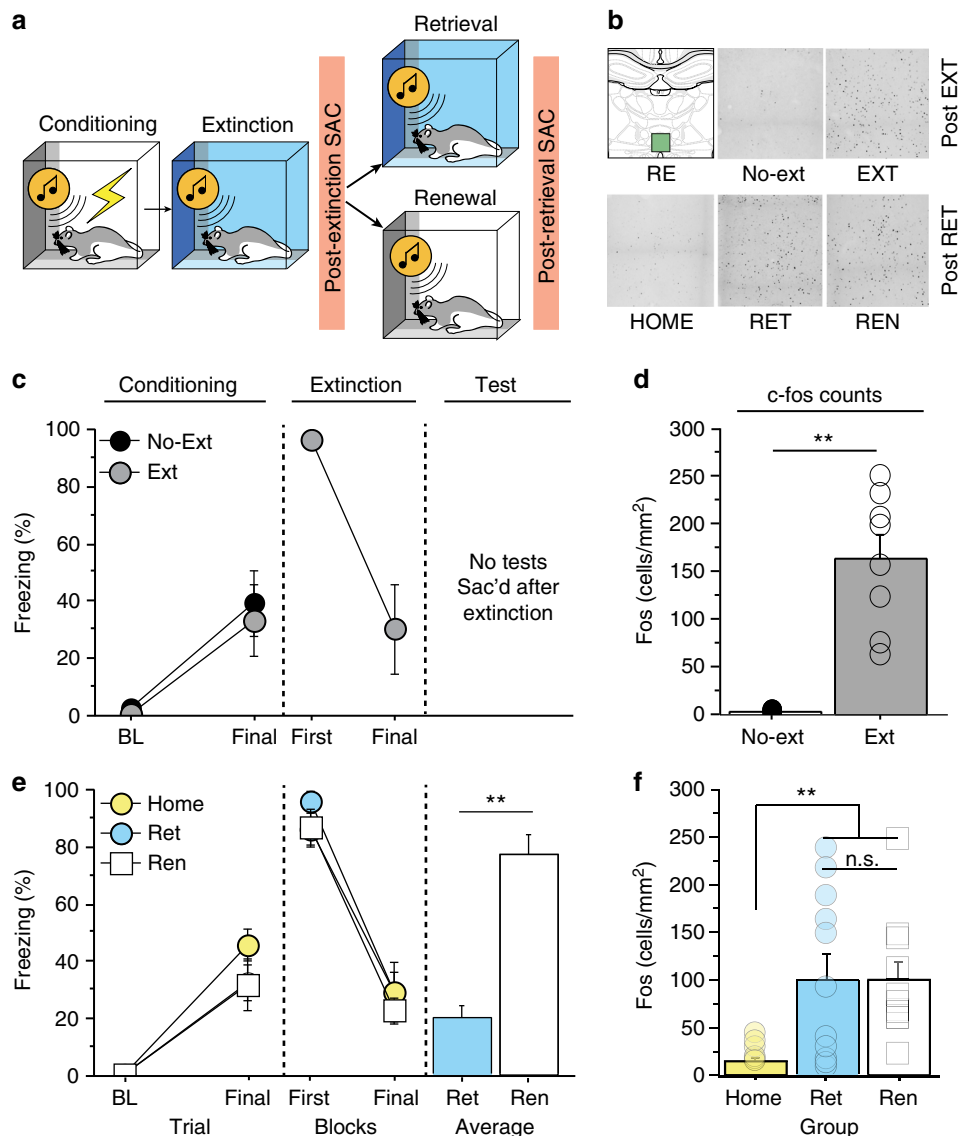 a
Conditioning
Extinction
Post-extinction SAC
Retrieval
Renewal
Post-retrieval SAC
b
RE
No-ext
EXT
Post EXT
HOME
RET
REN
Post RET
c
Conditioning
Extinction
Test
Freezing (%)
100
80
60
40
20
0
No-Ext
Ext
No tests
Sac'd after
extinction
BL
Final
First
Final
d
c-fos counts
**
Fos (cells/mm²)
300
250
200
150
100
50
0
No-ext
Ext
e
Freezing (%)
100
80
60
40
20
0
Home
Ret
Ren
**
BL
Final
First
Final
Ret
Ren
Trial
Blocks
Average
f
Fos (cells/mm²)
300
250
200
150
100
50
0
**
n.s.
Home
Ret
Ren
Group